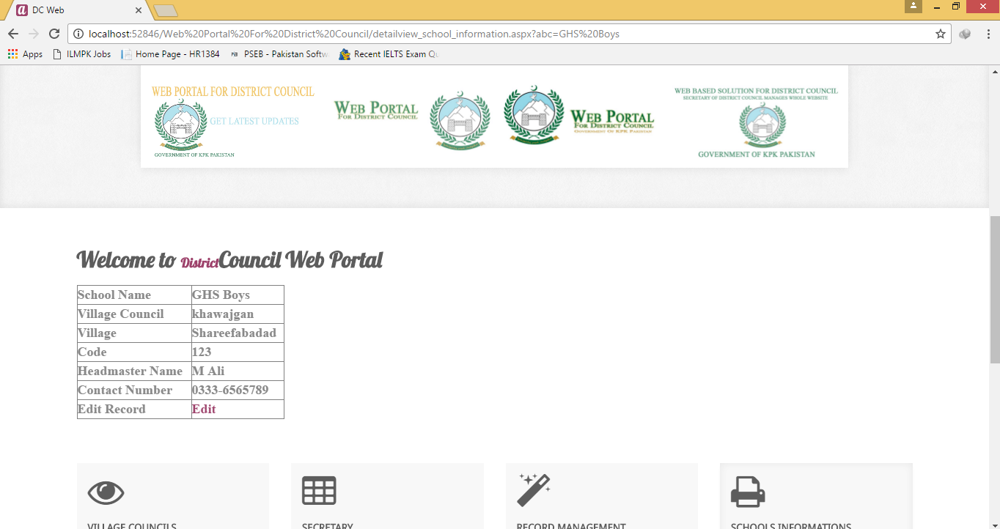 DC Web
localhost:52846/Web%20Portal%20For%20District%20Council/detailview_school_information.aspx?abc=GHS%20Boys
Apps ILMPK Jobs Home Page - HR1384 PSEB - Pakistan Softw Recent IELTS Exam Qu
WEB PORTAL FOR DISTRICT COUNCIL
GET LATEST UPDATES
GOVERNMENT OF KPK PAKISTAN
WEB PORTAL
FOR DISTRICT COUNCIL
WEB PORTAL
FOR DISTRICT COUNCIL
GOVERNMENT OF KPK PAKISTAN
WEB BASED SOLUTION FOR DISTRICT COUNCIL
SECRETARY OF DISTRICT COUNCIL MANAGES WHOLE WEBSITE
GOVERNMENT OF KPK PAKISTAN
Welcome to DistrictCouncil Web Portal
School Name GHS Boys
Village Council khawajgan
Village Shareefabadad
Code 123
Headmaster Name M Ali
Contact Number 0333-6565789
Edit Record Edit
VILLAGE COUNCILS SECRETARY RECORD MANAGEMENT SCHOOLS INFORMATIONS